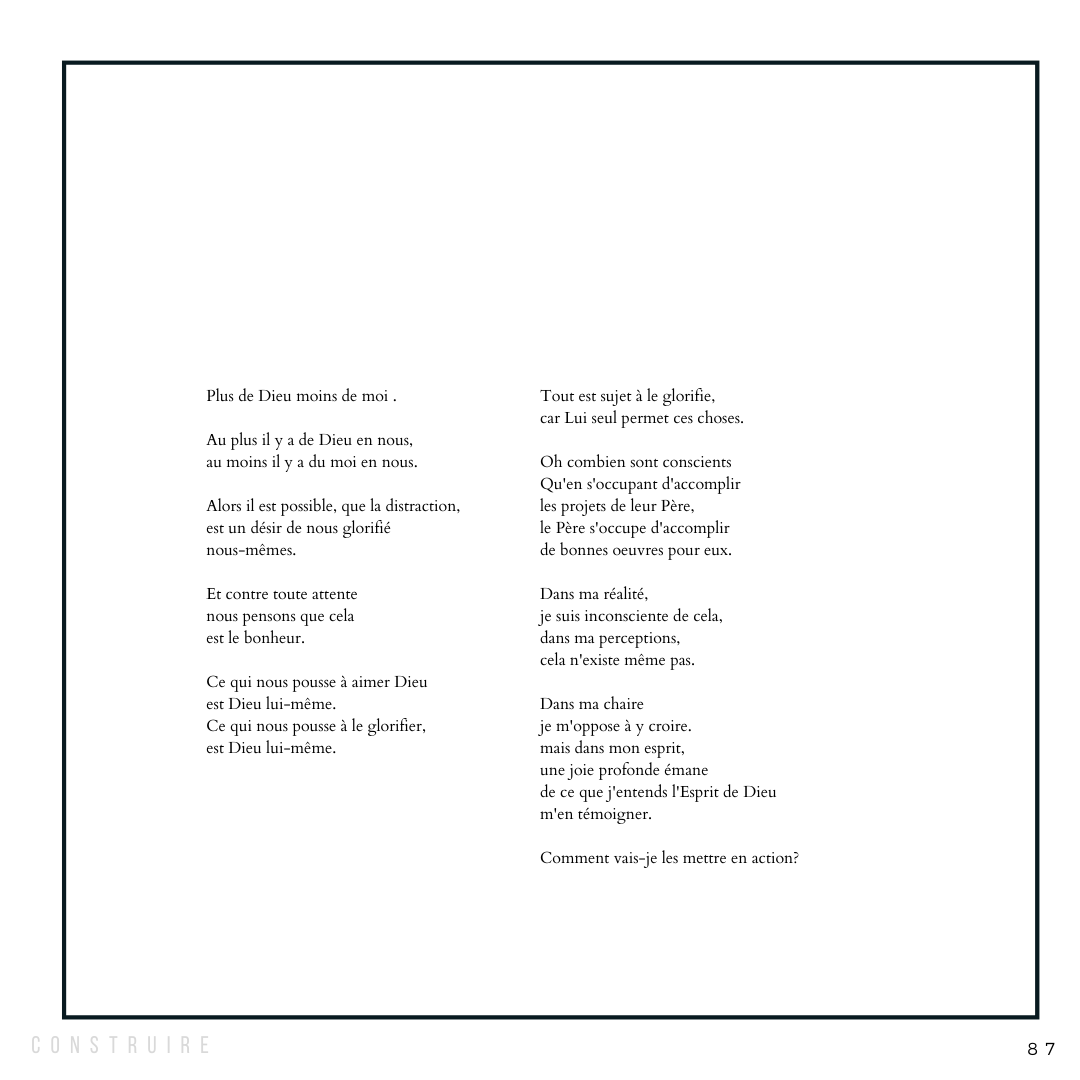 Plus de Dieu moins de moi .
Au plus il y a de Dieu en nous,
au moins il y a du moi en nous.
Alors il est possible, que la distraction,
est un désir de nous glorifié
nous-mêmes.
Et contre toute attente
nous pensons que cela
est le bonheur.
Ce qui nous pousse à aimer Dieu
est Dieu lui-même.
Ce qui nous pousse à le glorifier,
est Dieu lui-même.
Tout est sujet à le glorifie,
car Lui seul permet ces choses.
Oh combien sont conscients
Qu'en s'occupant d'accomplir
les projets de leur Père,
le Père s'occupe d'accomplir
de bonnes oeuvres pour eux.
Dans ma réalité,
je suis inconsciente de cela,
dans ma perceptions,
cela n'existe même pas.
Dans ma chaire
je m'oppose à y croire.
mais dans mon esprit,
une joie profonde émane
de ce que j'entends l'Esprit de Dieu
m'en témoigner.
Comment vais-je les mettre en action?
CONSTRUIRE
87